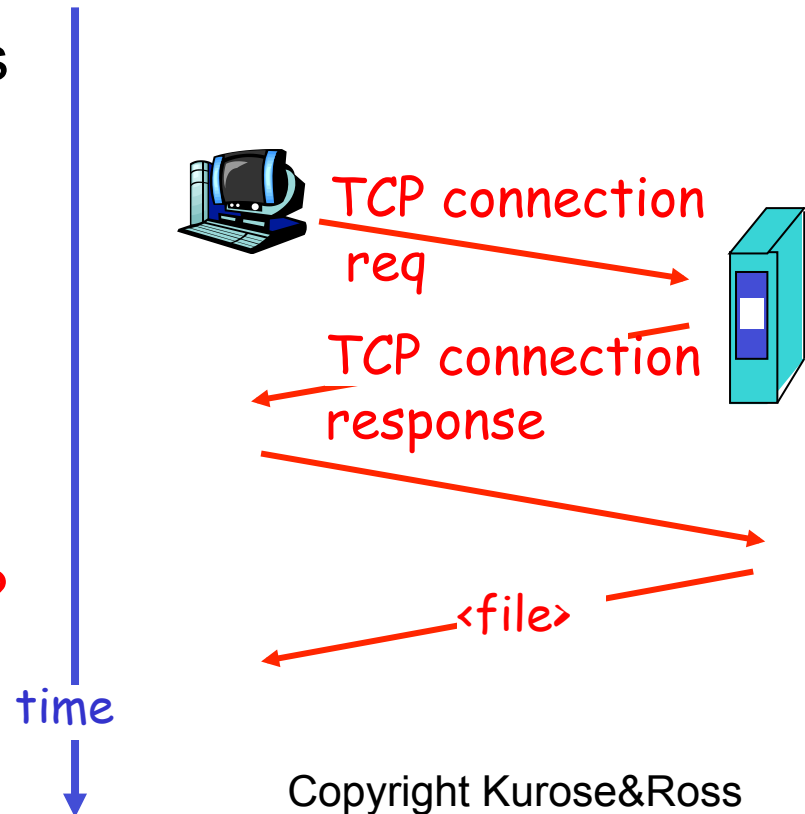 s
TCP connection
req
TCP connection
response
<file>
time
Copyright Kurose&Ross